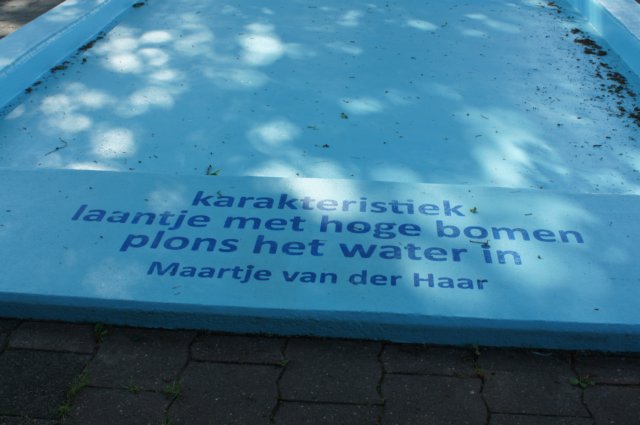 karakteristiek
laantje met hoge bomen
plons het water in
Maartje van der Haar